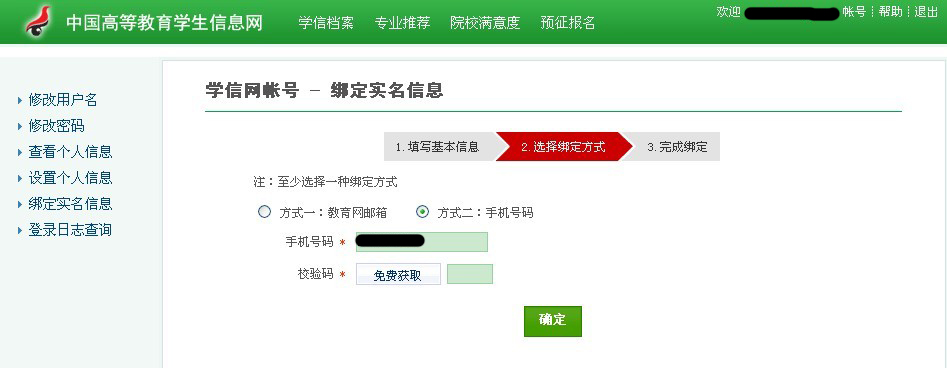 欢迎 帐号┊帮助┊退出
中国高等教育学生信息网 学信档案 专业推荐 院校满意度 预征报名
修改用户名
修改密码
查看个人信息
设置个人信息
绑定实名信息
登录日志查询
学信网帐号 － 绑定实名信息
1.填写基本信息 2.选择绑定方式 3.完成绑定
注：至少选择一种绑定方式
方式一：教育网邮箱 方式二：手机号码
手机号码 *
校验码 * 免费获取
确定